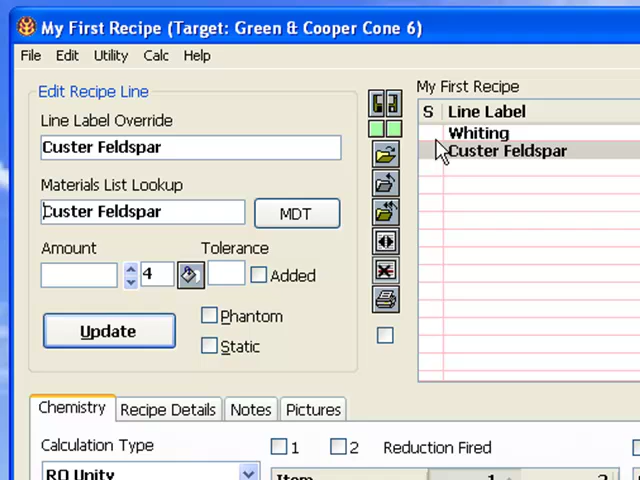 My First Recipe (Target: Green & Cooper Cone 6)
File Edit Utility Calc Help
Edit Recipe Line
Line Label Override
Custer Feldspar
Materials List Lookup
Custer Feldspar
MDT
Amount
Tolerance
4
Added
Update
Phantom
Static
My First Recipe
S Line Label
Whiting
Custer Feldspar
Chemistry Recipe Details Notes Pictures
Calculation Type
1 2 Reduction Fired
RO Unity
Item 1 2